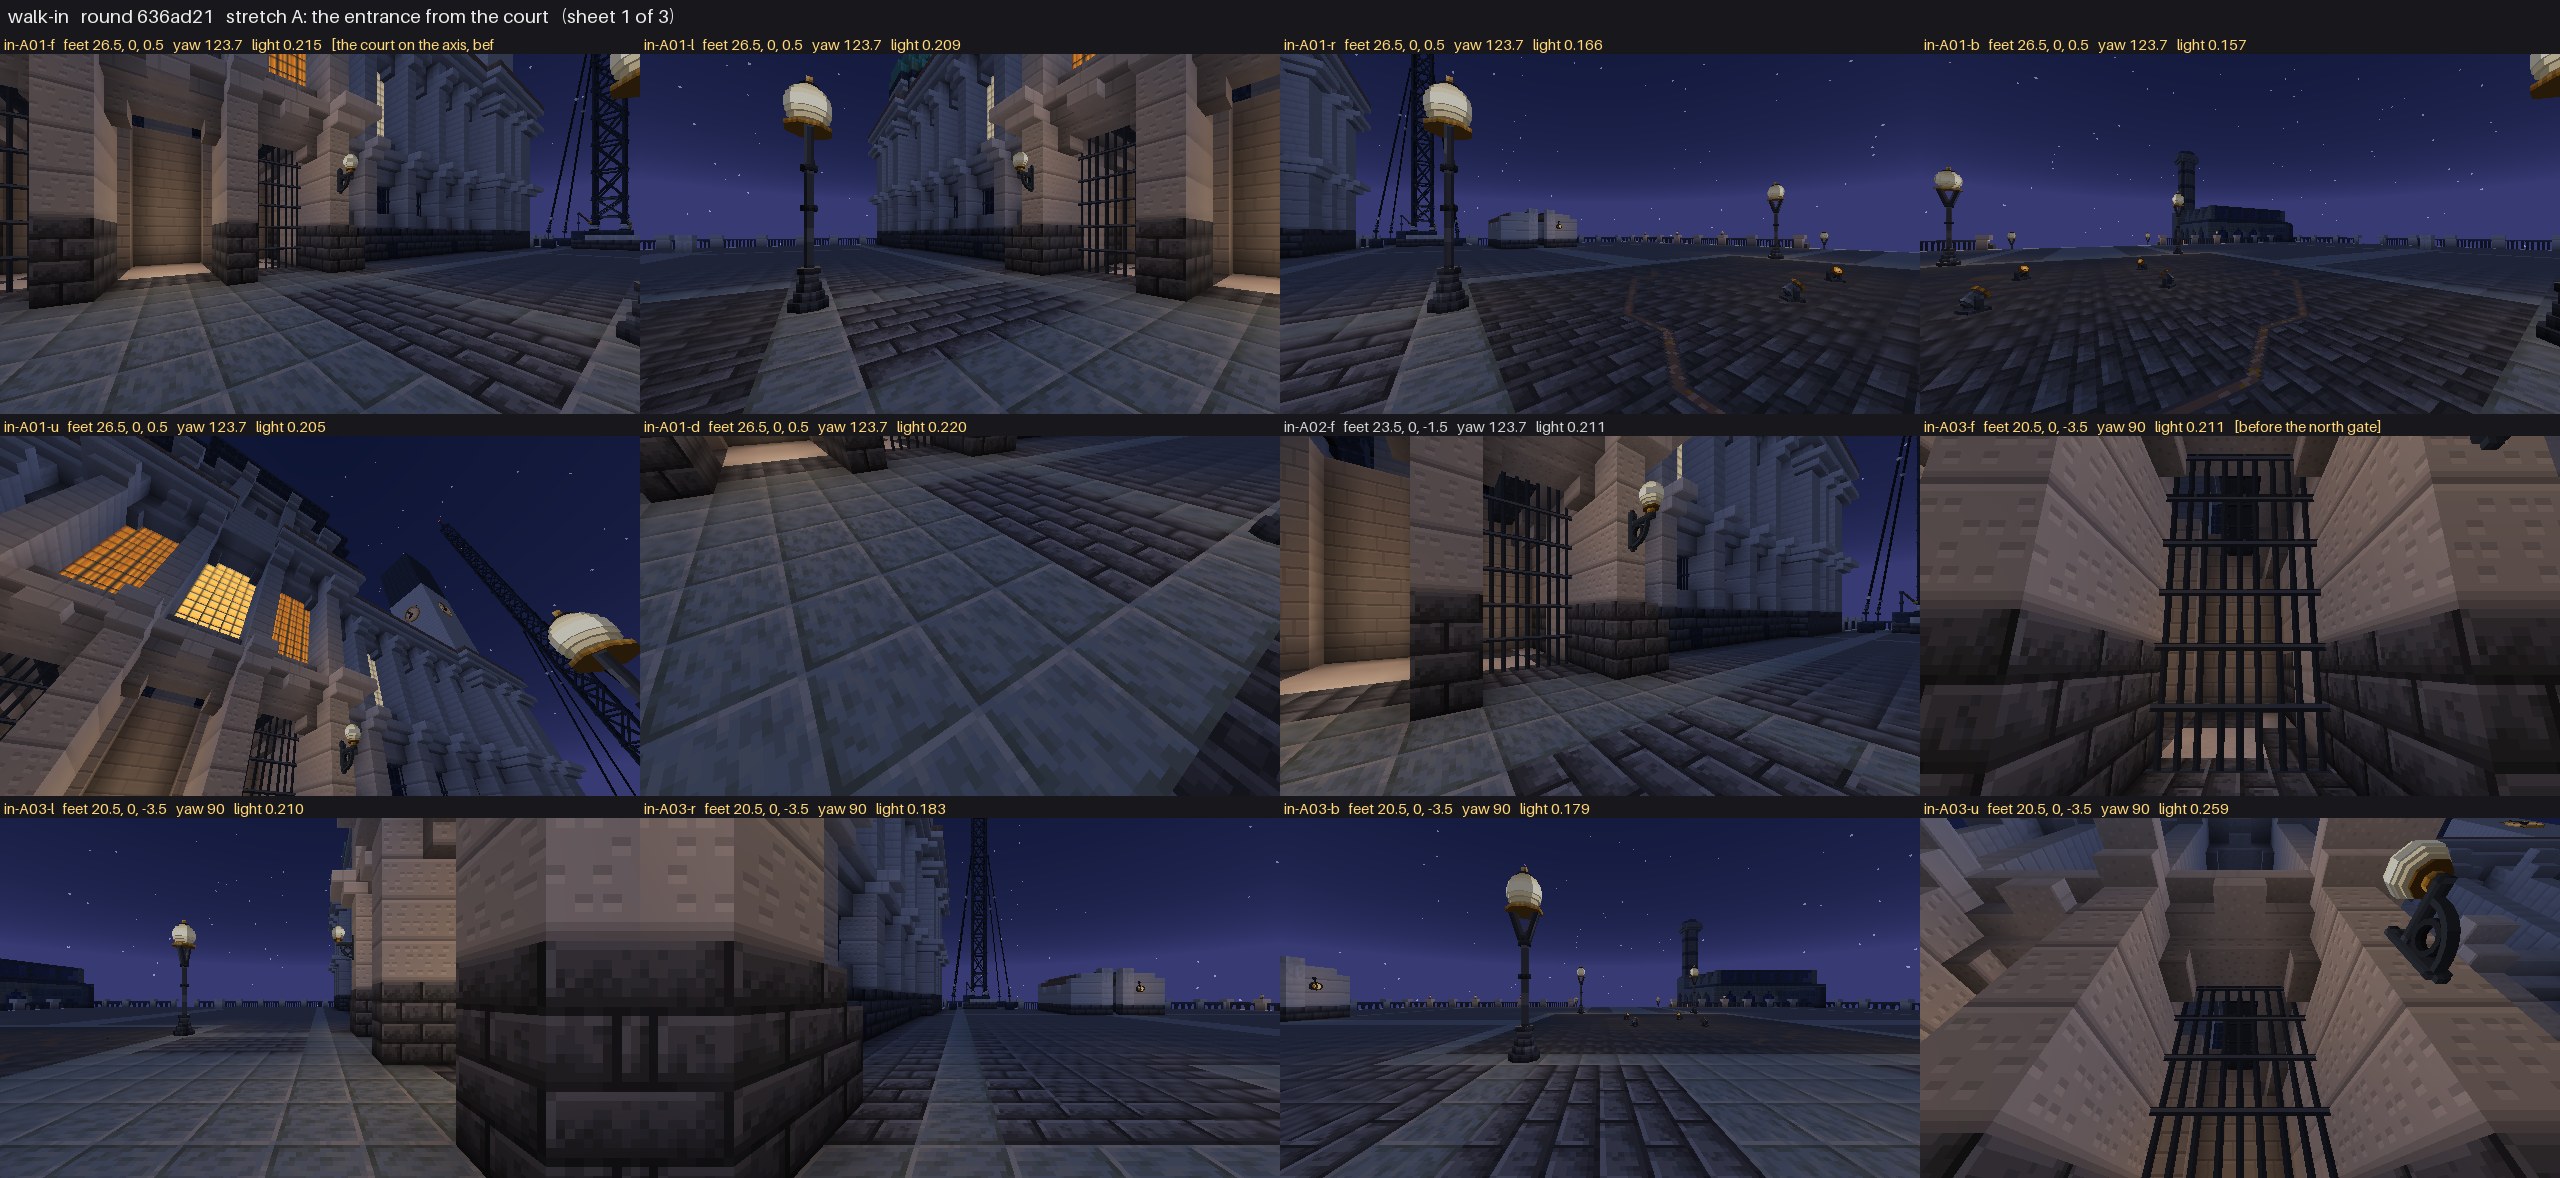 walk-in round 636ad21 stretch A: the entrance from the court (sheet 1 of 3)
in-A01-f feet 26.5, 0, 0.5 yaw 123.7 light 0.215 [the court on the axis, bef
in-A01-l feet 26.5, 0, 0.5 yaw 123.7 light 0.209
in-A01-r feet 26.5, 0, 0.5 yaw 123.7 light 0.166
in-A01-b feet 26.5, 0, 0.5 yaw 123.7 light 0.157
in-A01-u feet 26.5, 0, 0.5 yaw 123.7 light 0.205
in-A01-d feet 26.5, 0, 0.5 yaw 123.7 light 0.220
in-A02-f feet 23.5, 0, -1.5 yaw 123.7 light 0.211
in-A03-f feet 20.5, 0, -3.5 yaw 90 light 0.211 [before the north gate]
in-A03-l feet 20.5, 0, -3.5 yaw 90 light 0.210
in-A03-r feet 20.5, 0, -3.5 yaw 90 light 0.183
in-A03-b feet 20.5, 0, -3.5 yaw 90 light 0.179
in-A03-u feet 20.5, 0, -3.5 yaw 90 light 0.259